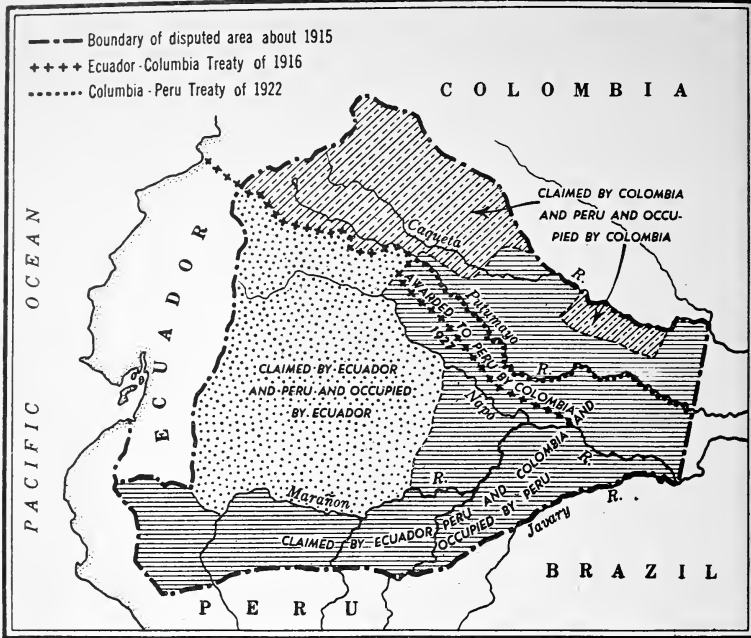 Boundary of disputed area about 1915
Ecuador - Columbia Treaty of 1916
Columbia - Peru Treaty of 1922
COLOMBIA
CLAIMED BY COLOMBIA
AND PERU AND OCCU-
PIED BY COLOMBIA
PACIFIC OCEAN
ECUADOR
Caqueta R.
Putumayo R.
AWARDED TO PERU BY COLOMBIA
1922
CLAIMED BY ECUADOR
AND PERU AND OCCUPIED
BY ECUADOR
Napo R.
Marañon R.
CLAIMED BY ECUADOR PERU AND COLOMBIA AND
OCCUPIED BY PERU
Javary R.
BRAZIL
PERU